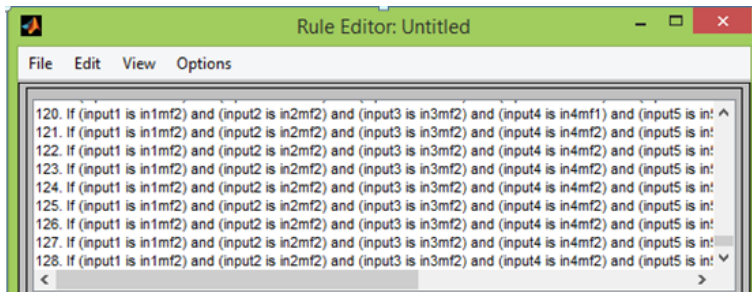 Rule Editor: Untitled
File Edit View Options
120. If (input1 is in1mf2) and (input2 is in2mf2) and (input3 is in3mf2) and (input4 is in4mf1) and (input5 is in5
121. If (input1 is in1mf2) and (input2 is in2mf2) and (input3 is in3mf2) and (input4 is in4mf2) and (input5 is in5
122. If (input1 is in1mf2) and (input2 is in2mf2) and (input3 is in3mf2) and (input4 is in4mf2) and (input5 is in5
123. If (input1 is in1mf2) and (input2 is in2mf2) and (input3 is in3mf2) and (input4 is in4mf2) and (input5 is in5
124. If (input1 is in1mf2) and (input2 is in2mf2) and (input3 is in3mf2) and (input4 is in4mf2) and (input5 is in5
125. If (input1 is in1mf2) and (input2 is in2mf2) and (input3 is in3mf2) and (input4 is in4mf2) and (input5 is in5
126. If (input1 is in1mf2) and (input2 is in2mf2) and (input3 is in3mf2) and (input4 is in4mf2) and (input5 is in5
127. If (input1 is in1mf2) and (input2 is in2mf2) and (input3 is in3mf2) and (input4 is in4mf2) and (input5 is in5
128. If (input1 is in1mf2) and (input2 is in2mf2) and (input3 is in3mf2) and (input4 is in4mf2) and (input5 is in5